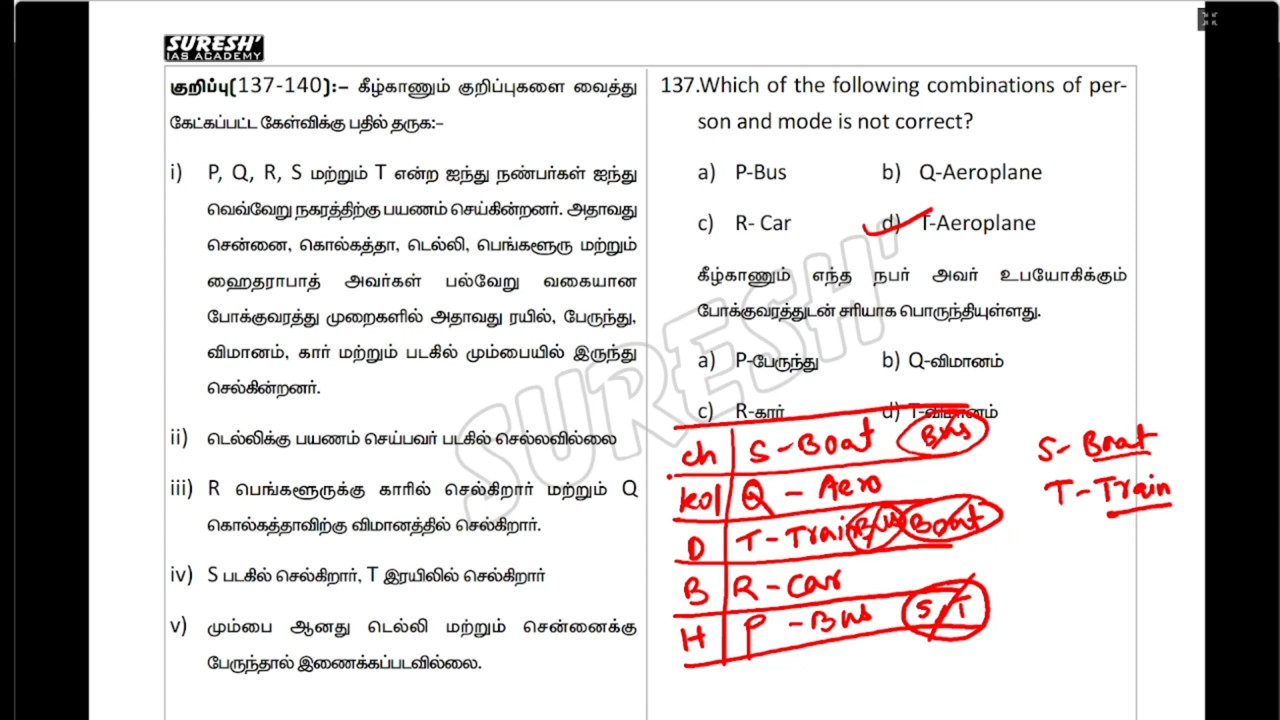 SURESH'
IAS ACADEMY
குறிப்பு(137-140):- கீழ்காணும் குறிப்புகளை வைத்து
கேட்கப்பட்ட கேள்விக்கு பதில் தருக:-
i) P, Q, R, S மற்றும் T என்ற ஐந்து நண்பர்கள் ஐந்து
வெவ்வேறு நகரத்திற்கு பயணம் செய்கின்றனர். அதாவது
சென்னை, கொல்கத்தா, டெல்லி, பெங்களூரு மற்றும்
ஹைதராபாத் அவர்கள் பல்வேறு வகையான
போக்குவரத்து முறைகளில் அதாவது ரயில், பேருந்து,
விமானம், கார் மற்றும் படகில் மும்பையில் இருந்து
செல்கின்றனர்.
ii) டெல்லிக்கு பயணம் செய்பவர் படகில் செல்லவில்லை
iii) R பெங்களூருக்கு காரில் செல்கிறார் மற்றும் Q
கொல்கத்தாவிற்கு விமானத்தில் செல்கிறார்.
iv) S படகில் செல்கிறார், T இரயிலில் செல்கிறார்
v) மும்பை ஆனது டெல்லி மற்றும் சென்னைக்கு
பேருந்தால் இணைக்கப்படவில்லை.
137.Which of the following combinations of per-
son and mode is not correct?
a) P-Bus b) Q-Aeroplane
c) R- Car d) T-Aeroplane
கீழ்காணும் எந்த நபர் அவர் உபயோகிக்கும்
போக்குவரத்துடன் சரியாக பொருந்தியுள்ளது.
a) P-பேருந்து b) Q-விமானம்
c) R-கார் d) T-விமானம்
ch S - Boat Bus
kol Q - Aero
D T - Train Bus Boat
B R - Car
H P - Bus S/T
S- Boat
T- Train
SURESH'